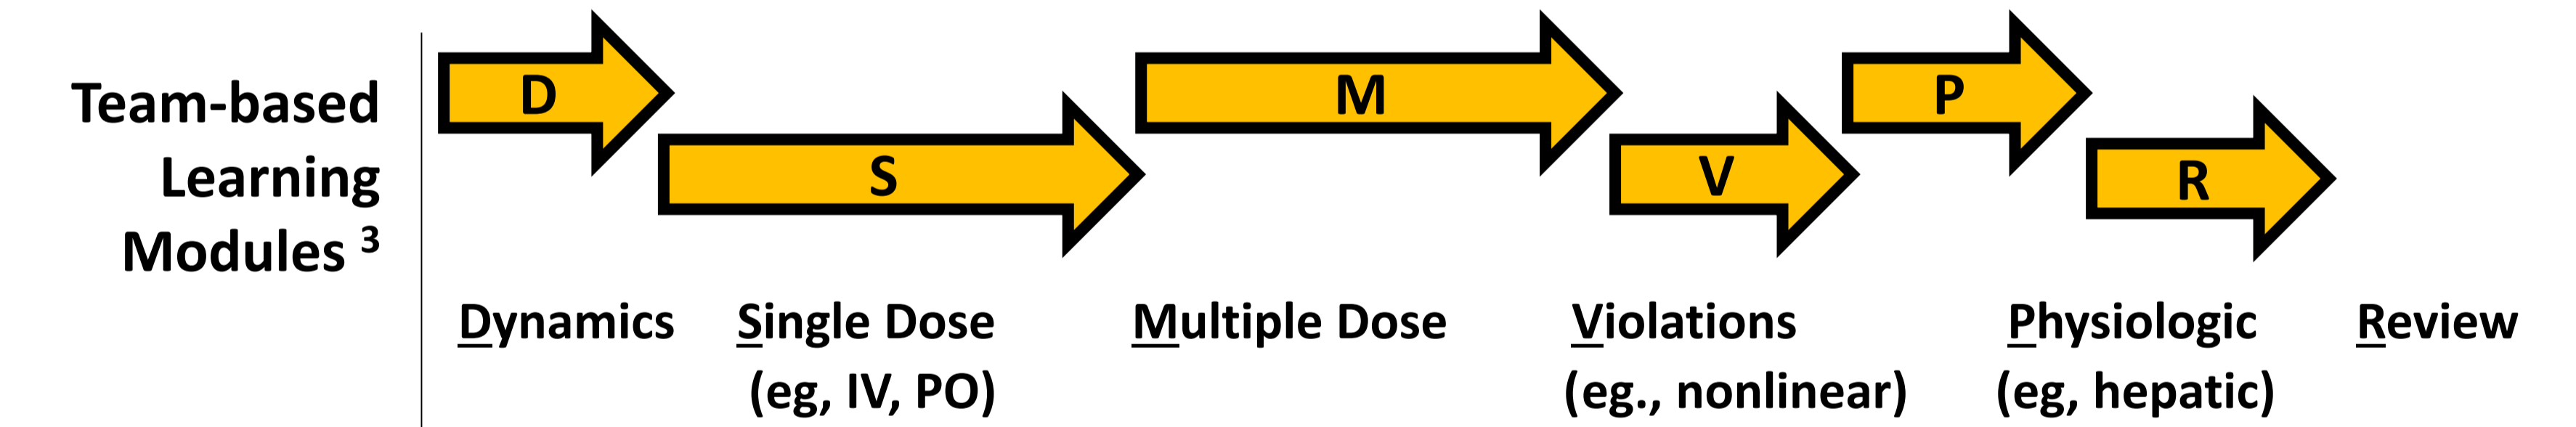 Team-based
Learning
Modules ³
D
S
M
V
P
R
Dynamics
Single Dose
(eg, IV, PO)
Multiple Dose
Violations
(eg., nonlinear)
Physiologic
(eg, hepatic)
Review